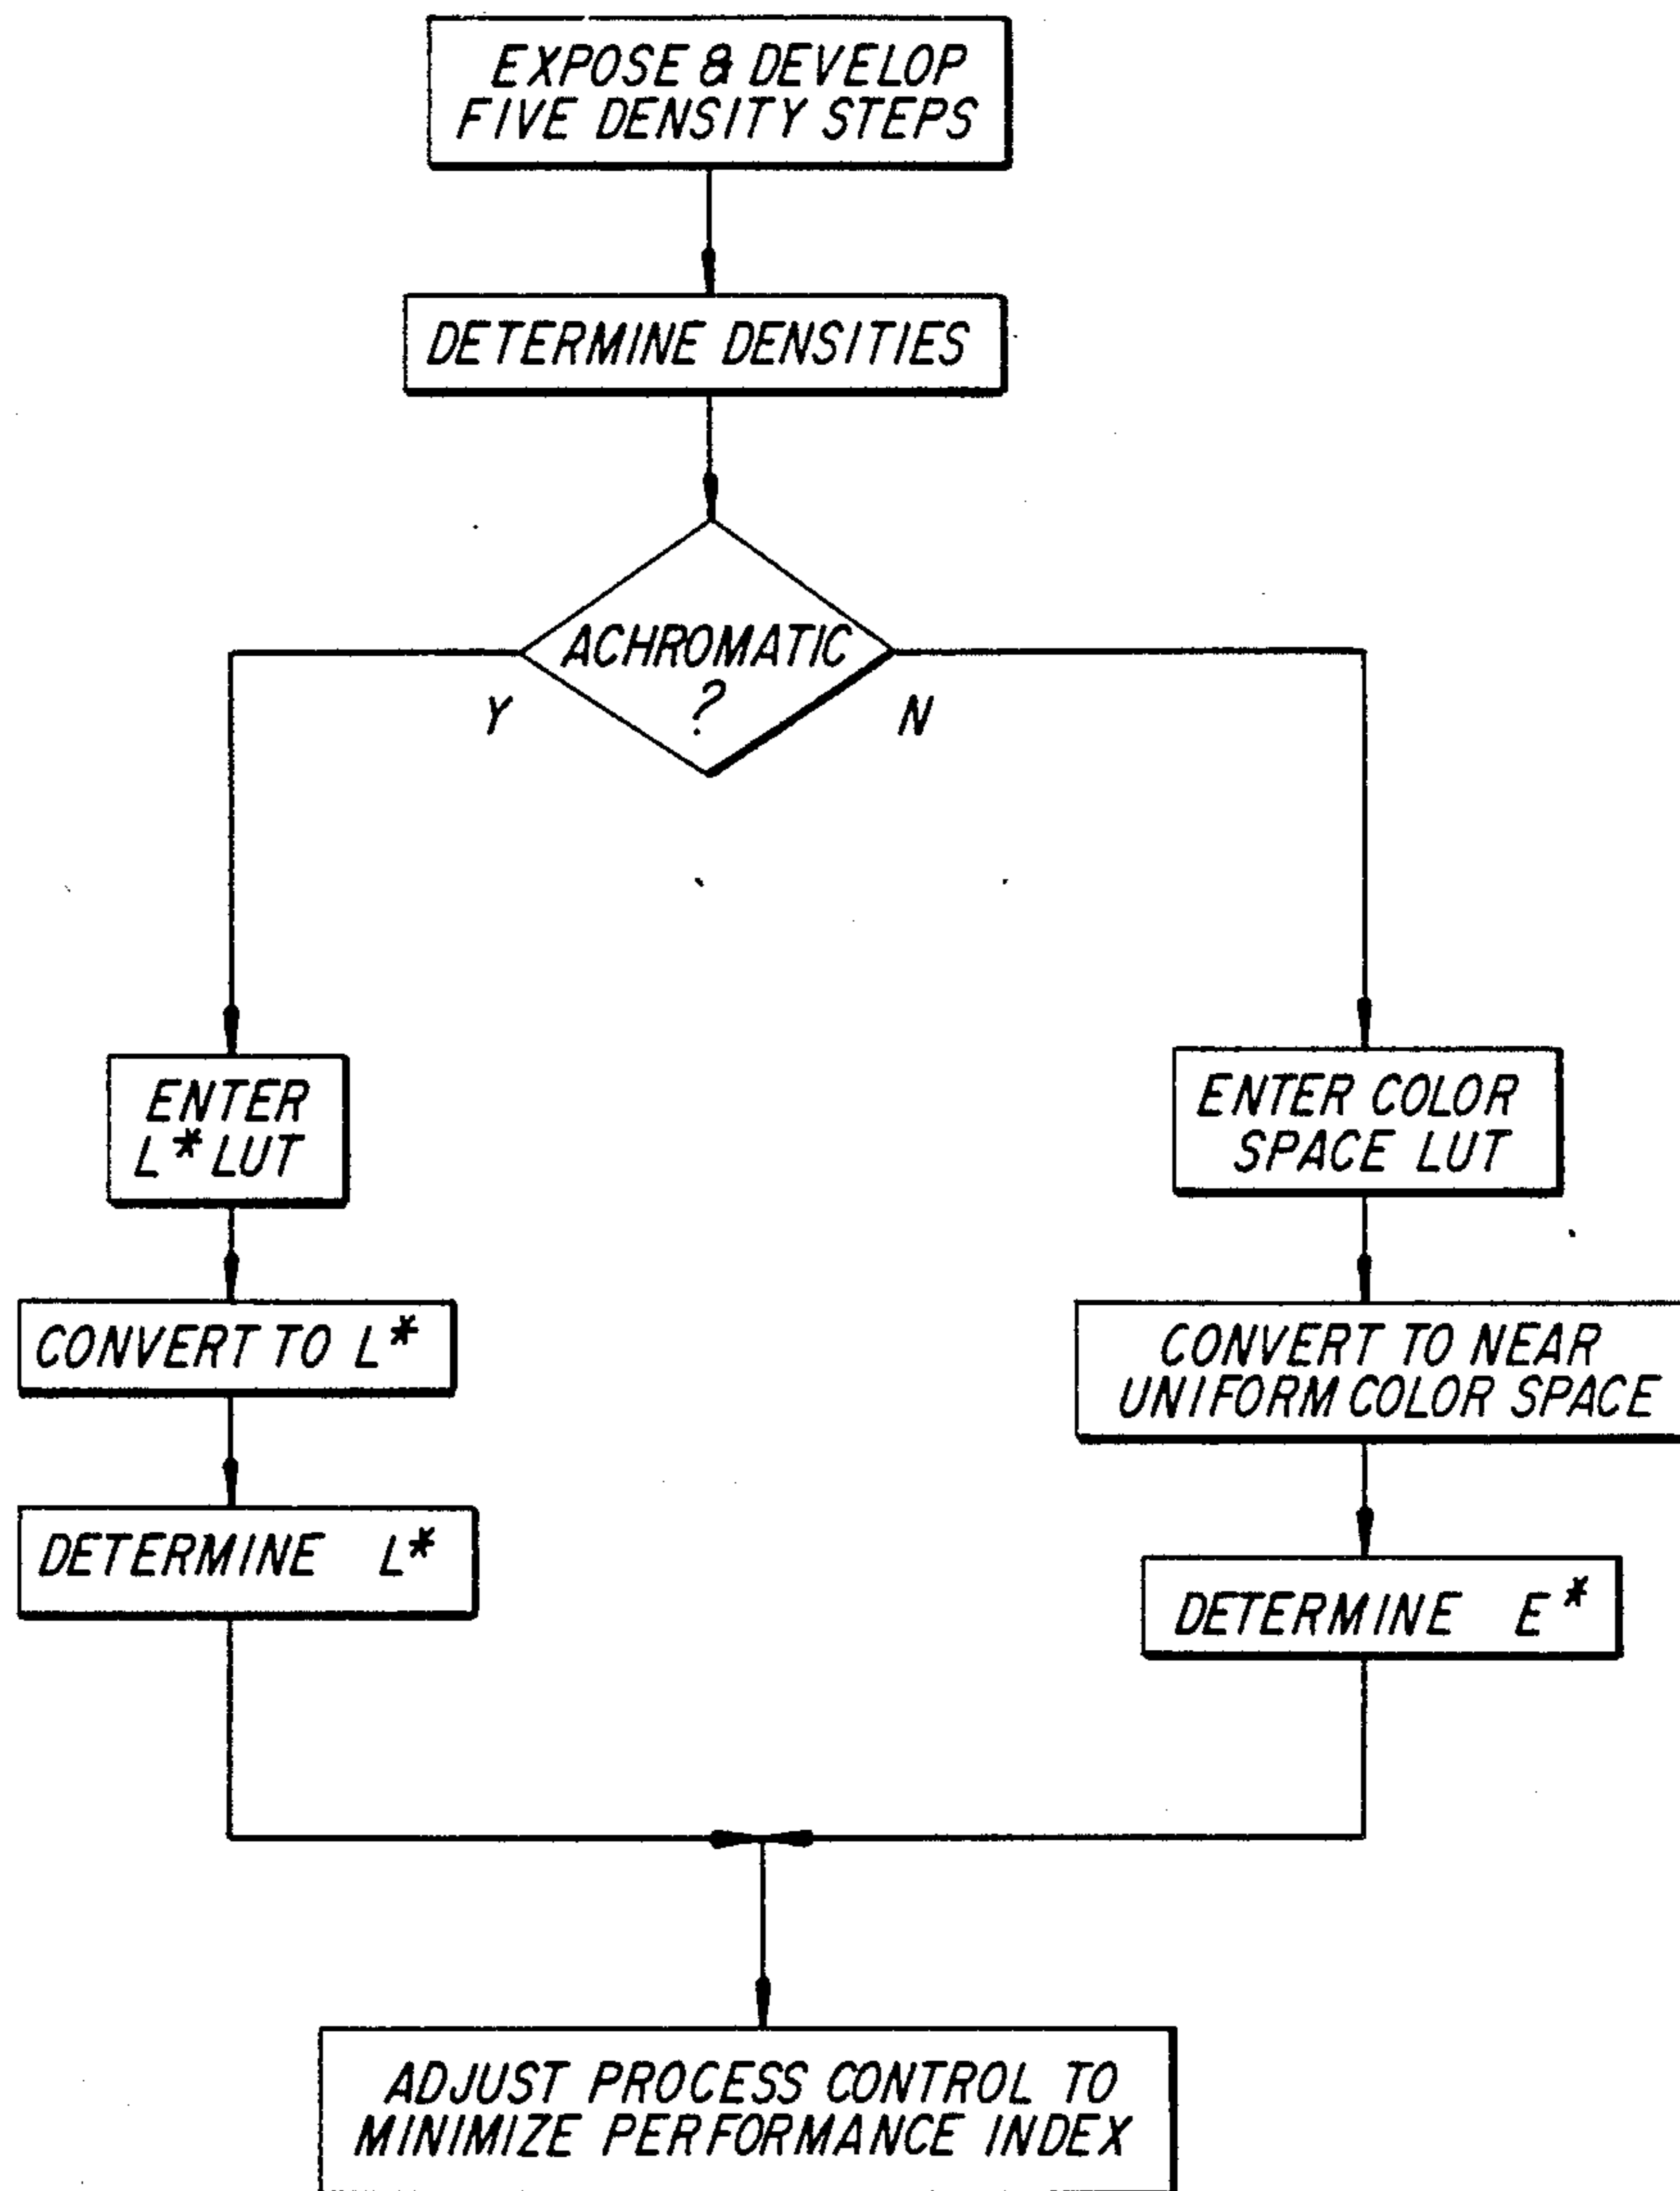 EXPOSE & DEVELOP
FIVE DENSITY STEPS
DETERMINE DENSITIES
ACHROMATIC
?
Y
N
ENTER
L* LUT
CONVERT TO L*
DETERMINE L*
ENTER COLOR
SPACE LUT
CONVERT TO NEAR
UNIFORM COLOR SPACE
DETERMINE E*
ADJUST PROCESS CONTROL TO
MINIMIZE PERFORMANCE INDEX